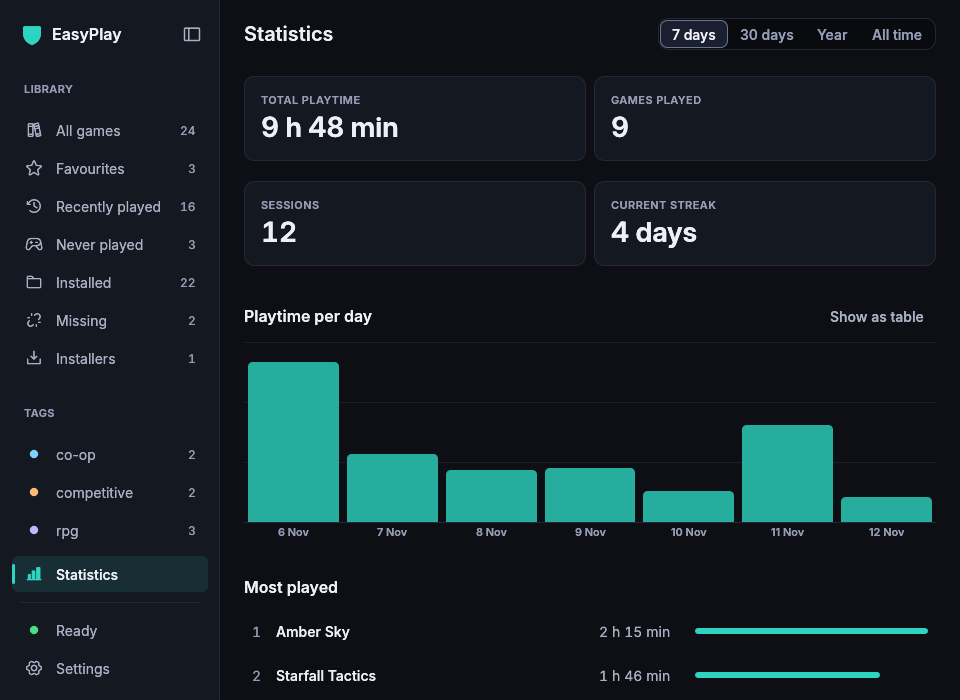 EasyPlay
LIBRARY
All games 24
Favourites 3
Recently played 16
Never played 3
Installed 22
Missing 2
Installers 1
TAGS
co-op 2
competitive 2
rpg 3
Statistics
Ready
Settings
Statistics
7 days 30 days Year All time
TOTAL PLAYTIME
9 h 48 min
GAMES PLAYED
9
SESSIONS
12
CURRENT STREAK
4 days
Playtime per day Show as table
6 Nov 7 Nov 8 Nov 9 Nov 10 Nov 11 Nov 12 Nov
Most played
1 Amber Sky 2 h 15 min
2 Starfall Tactics 1 h 46 min